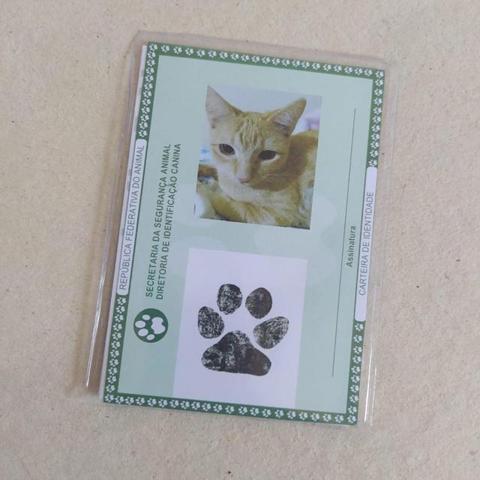 REPÚBLICA FEDERATIVA DO ANIMAL
SECRETARIA DA SEGURANÇA ANIMAL
DIRETORIA DE IDENTIFICAÇÃO CANINA
Assinatura
CARTEIRA DE IDENTIDADE